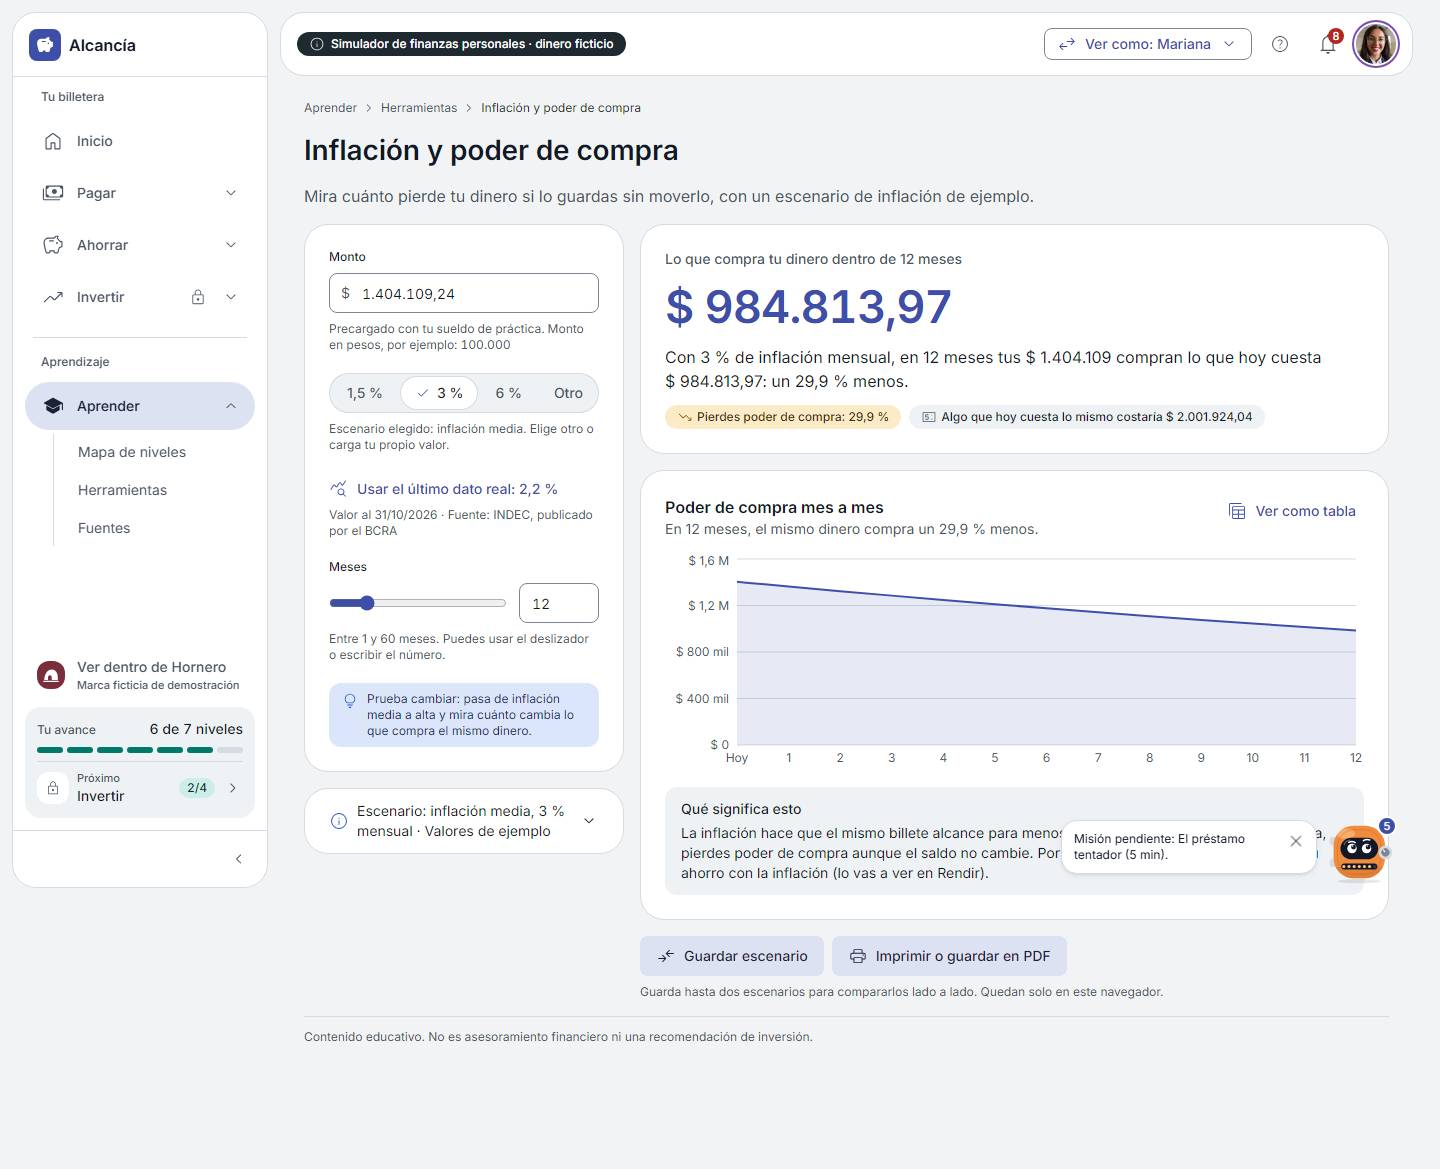 Alcancía
Simulador de finanzas personales · dinero ficticio
Ver como: Mariana
8
Tu billetera
Inicio
Pagar
Ahorrar
Invertir
Aprendizaje
Aprender
Mapa de niveles
Herramientas
Fuentes
Ver dentro de Hornero
Marca ficticia de demostración
Tu avance
6 de 7 niveles
Próximo
Invertir
2/4
Aprender
Herramientas
Inflación y poder de compra
Inflación y poder de compra
Mira cuánto pierde tu dinero si lo guardas sin moverlo, con un escenario de inflación de ejemplo.
Monto
$ 1.404.109,24
Precargado con tu sueldo de práctica. Monto
en pesos, por ejemplo: 100.000
1,5 %
3 %
6 %
Otro
Escenario elegido: inflación media. Elige otro o
carga tu propio valor.
Usar el último dato real: 2,2 %
Valor al 31/10/2026 · Fuente: INDEC, publicado
por el BCRA
Meses
12
Entre 1 y 60 meses. Puedes usar el deslizador
o escribir el número.
Prueba cambiar: pasa de inflación
media a alta y mira cuánto cambia lo
que compra el mismo dinero.
Escenario: inflación media, 3 %
mensual · Valores de ejemplo
Lo que compra tu dinero dentro de 12 meses
$ 984.813,97
Con 3 % de inflación mensual, en 12 meses tus $ 1.404.109 compran lo que hoy cuesta
$ 984.813,97: un 29,9 % menos.
Pierdes poder de compra: 29,9 %
Algo que hoy cuesta lo mismo costaría $ 2.001.924,04
Poder de compra mes a mes
En 12 meses, el mismo dinero compra un 29,9 % menos.
Ver como tabla
$ 1,6 M
$ 1,2 M
$ 800 mil
$ 400 mil
$ 0
Hoy 1 2 3 4 5 6 7 8 9 10 11 12
Qué significa esto
La inflación hace que el mismo billete alcance para menos
pierdes poder de compra aunque el saldo no cambie. Por
ahorro con la inflación (lo vas a ver en Rendir).
Misión pendiente: El préstamo
tentador (5 min).
5
Guardar escenario
Imprimir o guardar en PDF
Guarda hasta dos escenarios para compararlos lado a lado. Quedan solo en este navegador.
Contenido educativo. No es asesoramiento financiero ni una recomendación de inversión.